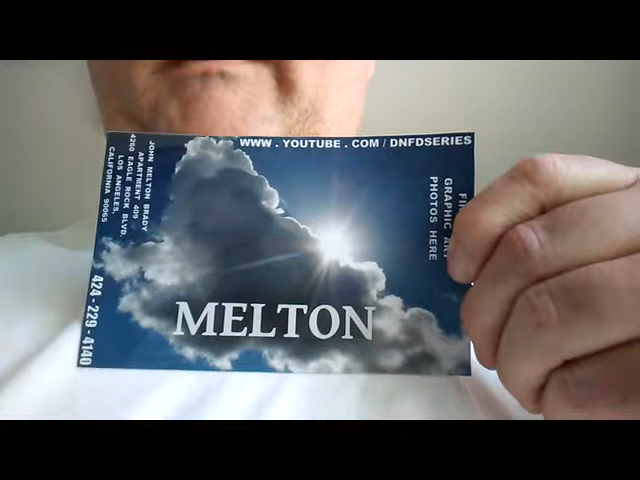 WWW . YOUTUBE . COM / DNFDSERIES
JOHN MELTON BRADY
APARTMENT 409
4260 EAGLE ROCK BLVD.
LOS ANGELES,
CALIFORNIA 90065
424 - 229 - 4140
MELTON
GRAPHIC
PHOTOS HERE